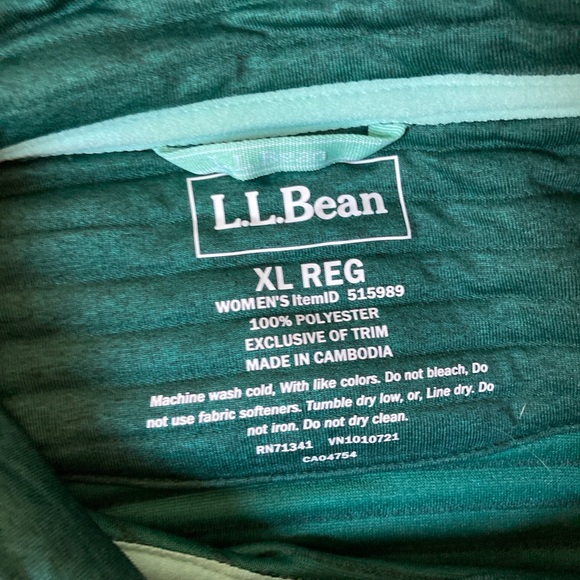 L.L.Bean
XL REG
WOMEN'S ItemID 515989
100% POLYESTER
EXCLUSIVE OF TRIM
MADE IN CAMBODIA
Machine wash cold, With like colors. Do not bleach, Do
not use fabric softeners. Tumble dry low, or, Line dry. Do
not iron. Do not dry clean.
RN71341 VN1010721
CA04754